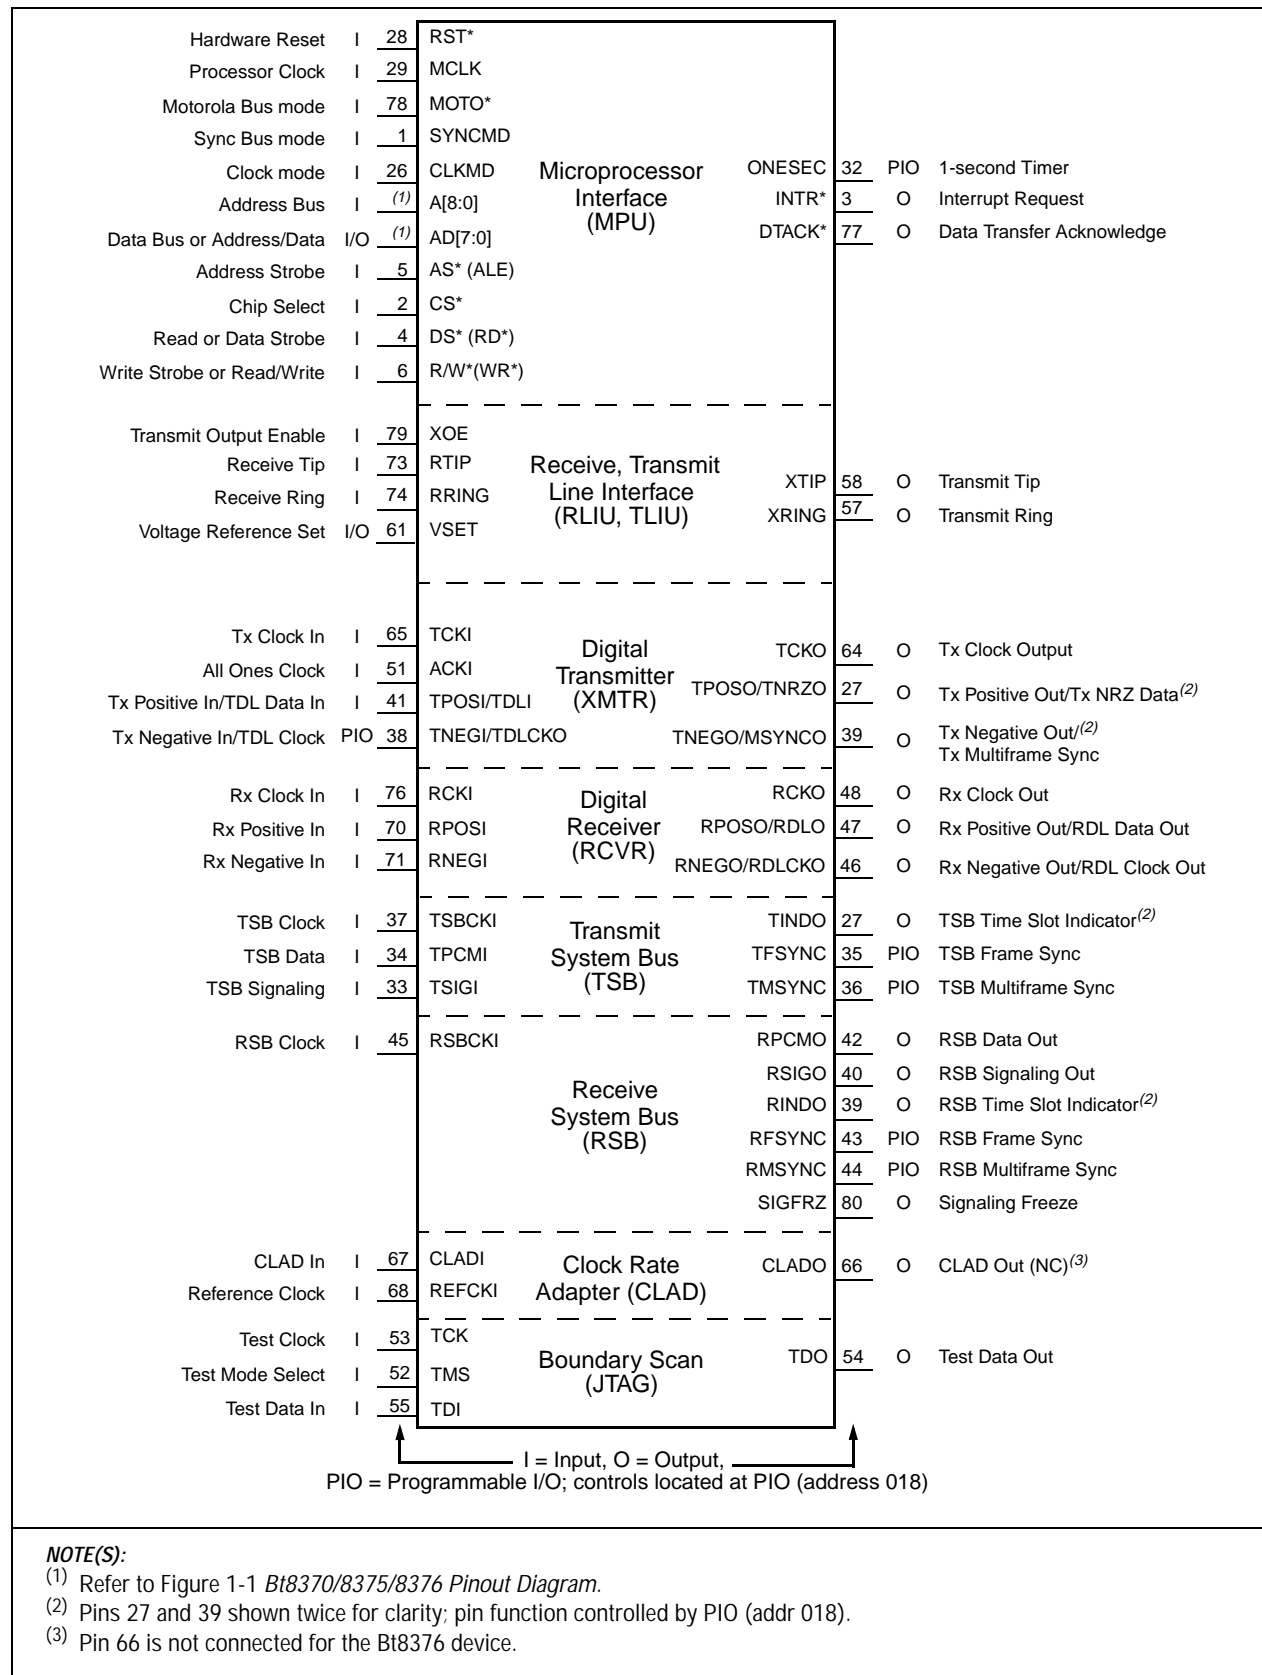 Hardware Reset I 28 RST*
Processor Clock I 29 MCLK
Motorola Bus mode I 78 MOTO*
Sync Bus mode I 1 SYNCMD
Clock mode I 26 CLKMD
Address Bus I (1) A[8:0]
Data Bus or Address/Data I/O (1) AD[7:0]
Address Strobe I 5 AS* (ALE)
Chip Select I 2 CS*
Read or Data Strobe I 4 DS* (RD*)
Write Strobe or Read/Write I 6 R/W*(WR*)
Microprocessor
Interface
(MPU)
ONESEC 32 PIO 1-second Timer
INTR* 3 O Interrupt Request
DTACK* 77 O Data Transfer Acknowledge
Transmit Output Enable I 79 XOE
Receive Tip I 73 RTIP
Receive Ring I 74 RRING
Voltage Reference Set I/O 61 VSET
Receive, Transmit
Line Interface
(RLIU, TLIU)
XTIP 58 O Transmit Tip
XRING 57 O Transmit Ring
Tx Clock In I 65 TCKI
All Ones Clock I 51 ACKI
Tx Positive In/TDL Data In I 41 TPOSI/TDLI
Tx Negative In/TDL Clock PIO 38 TNEGI/TDLCKO
Digital
Transmitter
(XMTR)
TCKO 64 O Tx Clock Output
TPOSO/TNRZO 27 O Tx Positive Out/Tx NRZ Data(2)
TNEGO/MSYNCO 39 O Tx Negative Out/(2)
Tx Multiframe Sync
Rx Clock In I 76 RCKI
Rx Positive In I 70 RPOSI
Rx Negative In I 71 RNEGI
Digital
Receiver
(RCVR)
RCKO 48 O Rx Clock Out
RPOSO/RDLO 47 O Rx Positive Out/RDL Data Out
RNEGO/RDLCKO 46 O Rx Negative Out/RDL Clock Out
TSB Clock I 37 TSBCKI
TSB Data I 34 TPCMI
TSB Signaling I 33 TSIGI
Transmit
System Bus
(TSB)
TINDO 27 O TSB Time Slot Indicator(2)
TFSYNC 35 PIO TSB Frame Sync
TMSYNC 36 PIO TSB Multiframe Sync
RSB Clock I 45 RSBCKI
Receive
System Bus
(RSB)
RPCMO 42 O RSB Data Out
RSIGO 40 O RSB Signaling Out
RINDO 39 O RSB Time Slot Indicator(2)
RFSYNC 43 PIO RSB Frame Sync
RMSYNC 44 PIO RSB Multiframe Sync
SIGFRZ 80 O Signaling Freeze
CLAD In I 67 CLADI
Reference Clock I 68 REFCKI
Clock Rate
Adapter (CLAD)
CLADO 66 O CLAD Out (NC)(3)
Test Clock I 53 TCK
Test Mode Select I 52 TMS
Test Data In I 55 TDI
Boundary Scan
(JTAG)
TDO 54 O Test Data Out
I = Input, O = Output,
PIO = Programmable I/O; controls located at PIO (address 018)
NOTE(S):
(1) Refer to Figure 1-1 Bt8370/8375/8376 Pinout Diagram.
(2) Pins 27 and 39 shown twice for clarity; pin function controlled by PIO (addr 018).
(3) Pin 66 is not connected for the Bt8376 device.